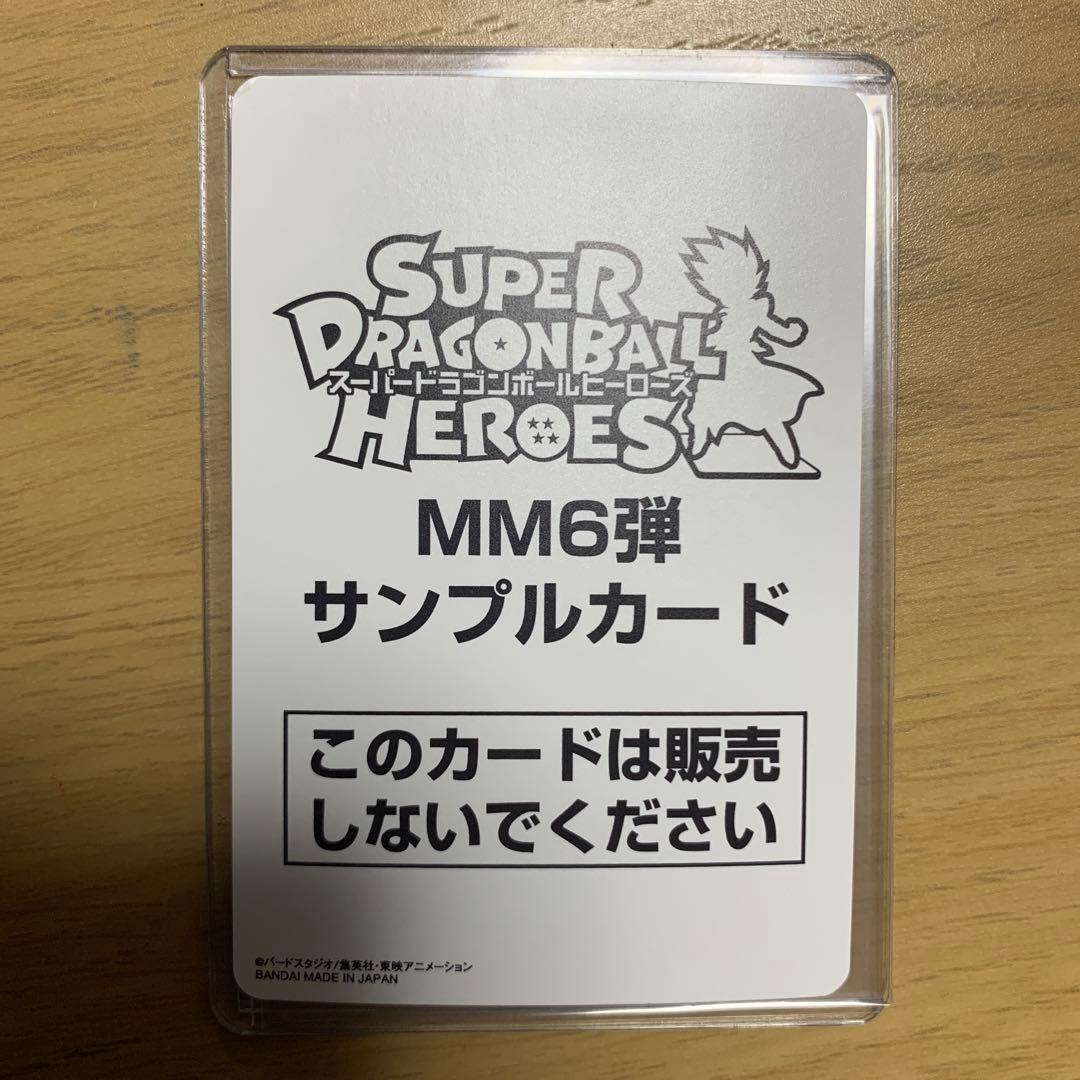 SUPER
DRAGONBALL
スーパードラゴンボールヒーローズ
HEROES
MM6弾
サンプルカード
このカードは販売
しないでください
©バードスタジオ/集英社・東映アニメーション
BANDAI MADE IN JAPAN